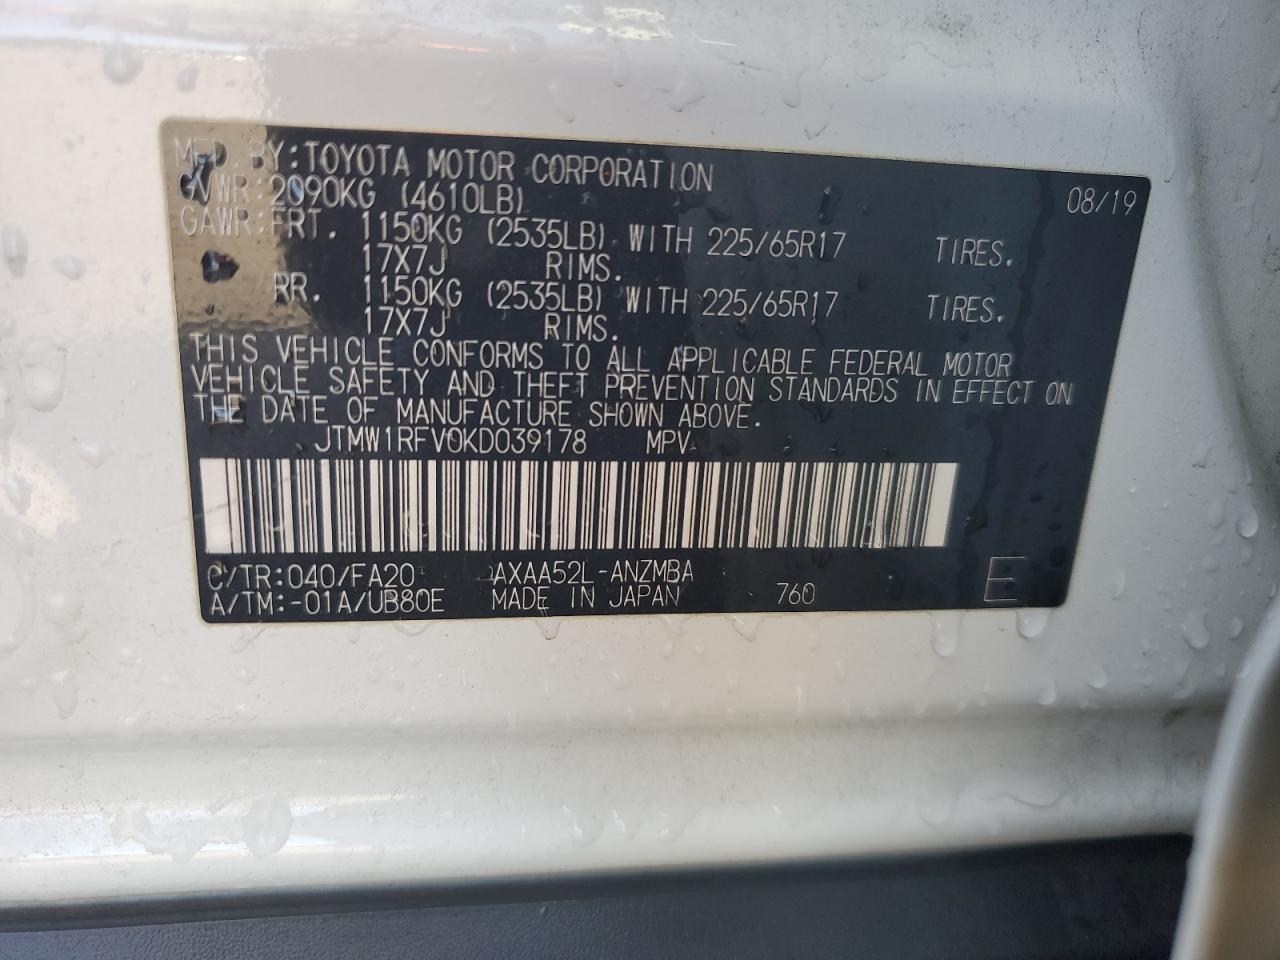 MFD. BY:TOYOTA MOTOR CORPORATION 08/19
GVWR:2090KG (4610LB)
GAWR:FRT. 1150KG (2535LB) WITH 225/65R17 TIRES.
17X7J RIMS.
RR. 1150KG (2535LB) WITH 225/65R17 TIRES.
17X7J RIMS.
THIS VEHICLE CONFORMS TO ALL APPLICABLE FEDERAL MOTOR
VEHICLE SAFETY AND THEFT PREVENTION STANDARDS IN EFFECT ON
THE DATE OF MANUFACTURE SHOWN ABOVE.
JTMW1RFV0KD039178 MPV
C/TR:040/FA20 AXAA52L-ANZMBA
A/TM:-01A/UB80E MADE IN JAPAN 760 E